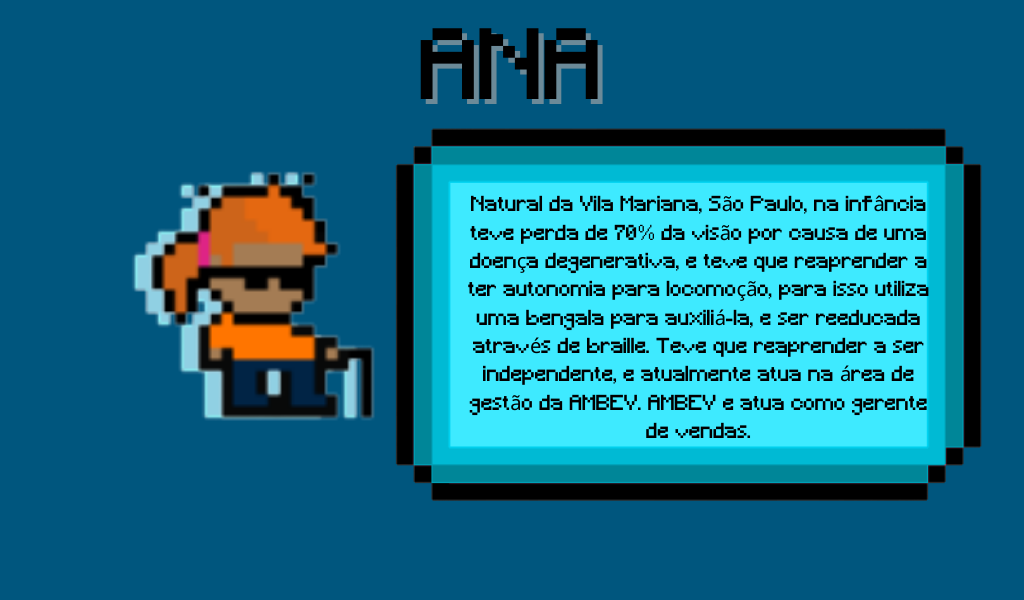 ANA
Natural da Vila Mariana, São Paulo, na infância
teve perda de 70% da visão por causa de uma
doença degenerativa, e teve que reaprender a
ter autonomia para locomoção, para isso utiliza
uma bengala para auxiliá-la, e ser reeducada
através de braille. Teve que reaprender a ser
independente, e atualmente atua na área de
gestão da AMBEV. AMBEV e atua como gerente
de vendas.